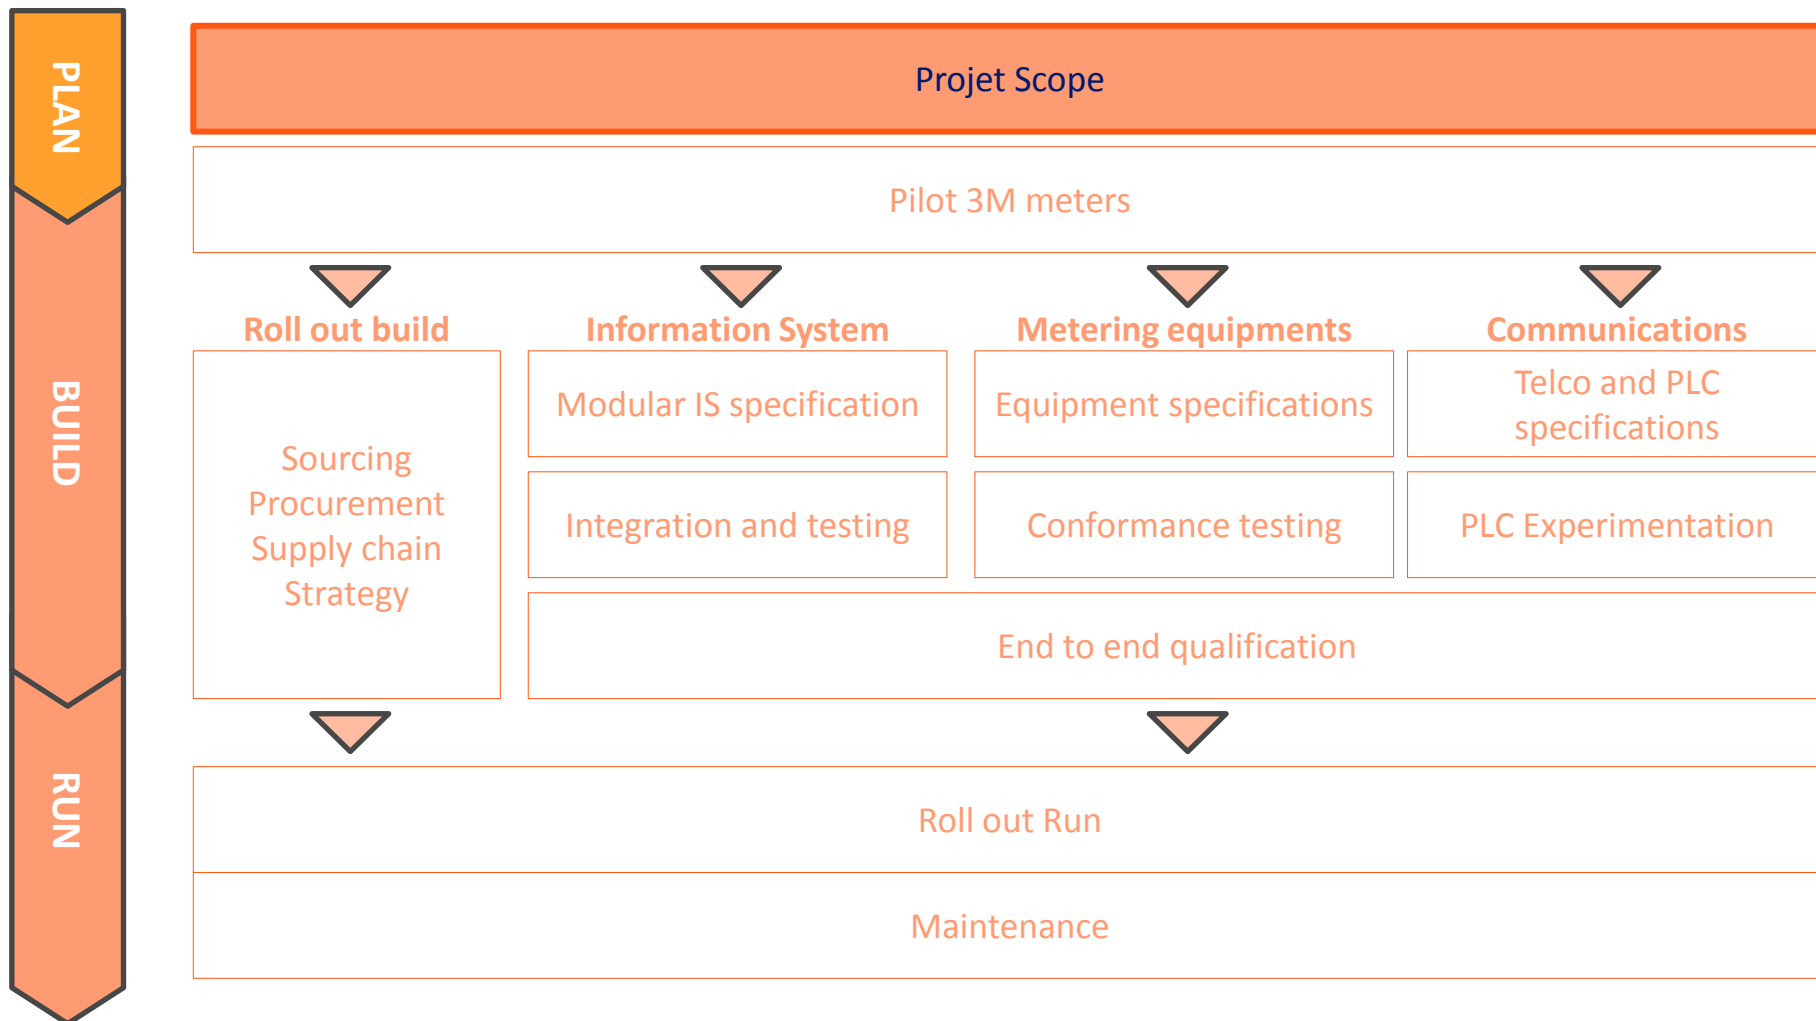 PLAN
Projet Scope
Pilot 3M meters
BUILD
Roll out build
Information System
Metering equipments
Communications
Sourcing
Procurement
Supply chain
Strategy
Modular IS specification
Equipment specifications
Telco and PLC
specifications
Integration and testing
Conformance testing
PLC Experimentation
End to end qualification
RUN
Roll out Run
Maintenance